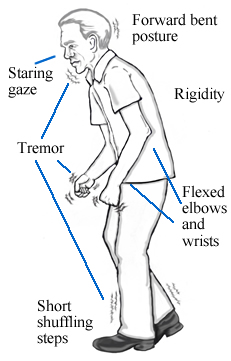 Forward bent
posture
Staring
gaze
Rigidity
Tremor
Flexed
elbows
and
wrists
Short
shuffling
steps